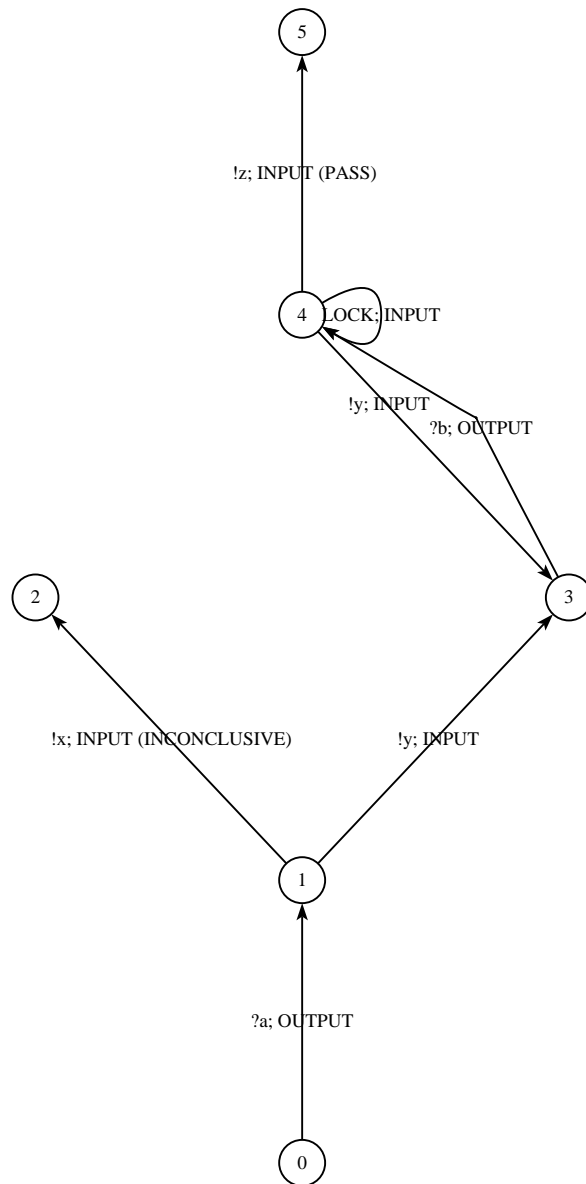 5
!z; INPUT (PASS)
4
LOCK; INPUT
!y; INPUT
?b; OUTPUT
2
3
!x; INPUT (INCONCLUSIVE)
!y; INPUT
1
?a; OUTPUT
0